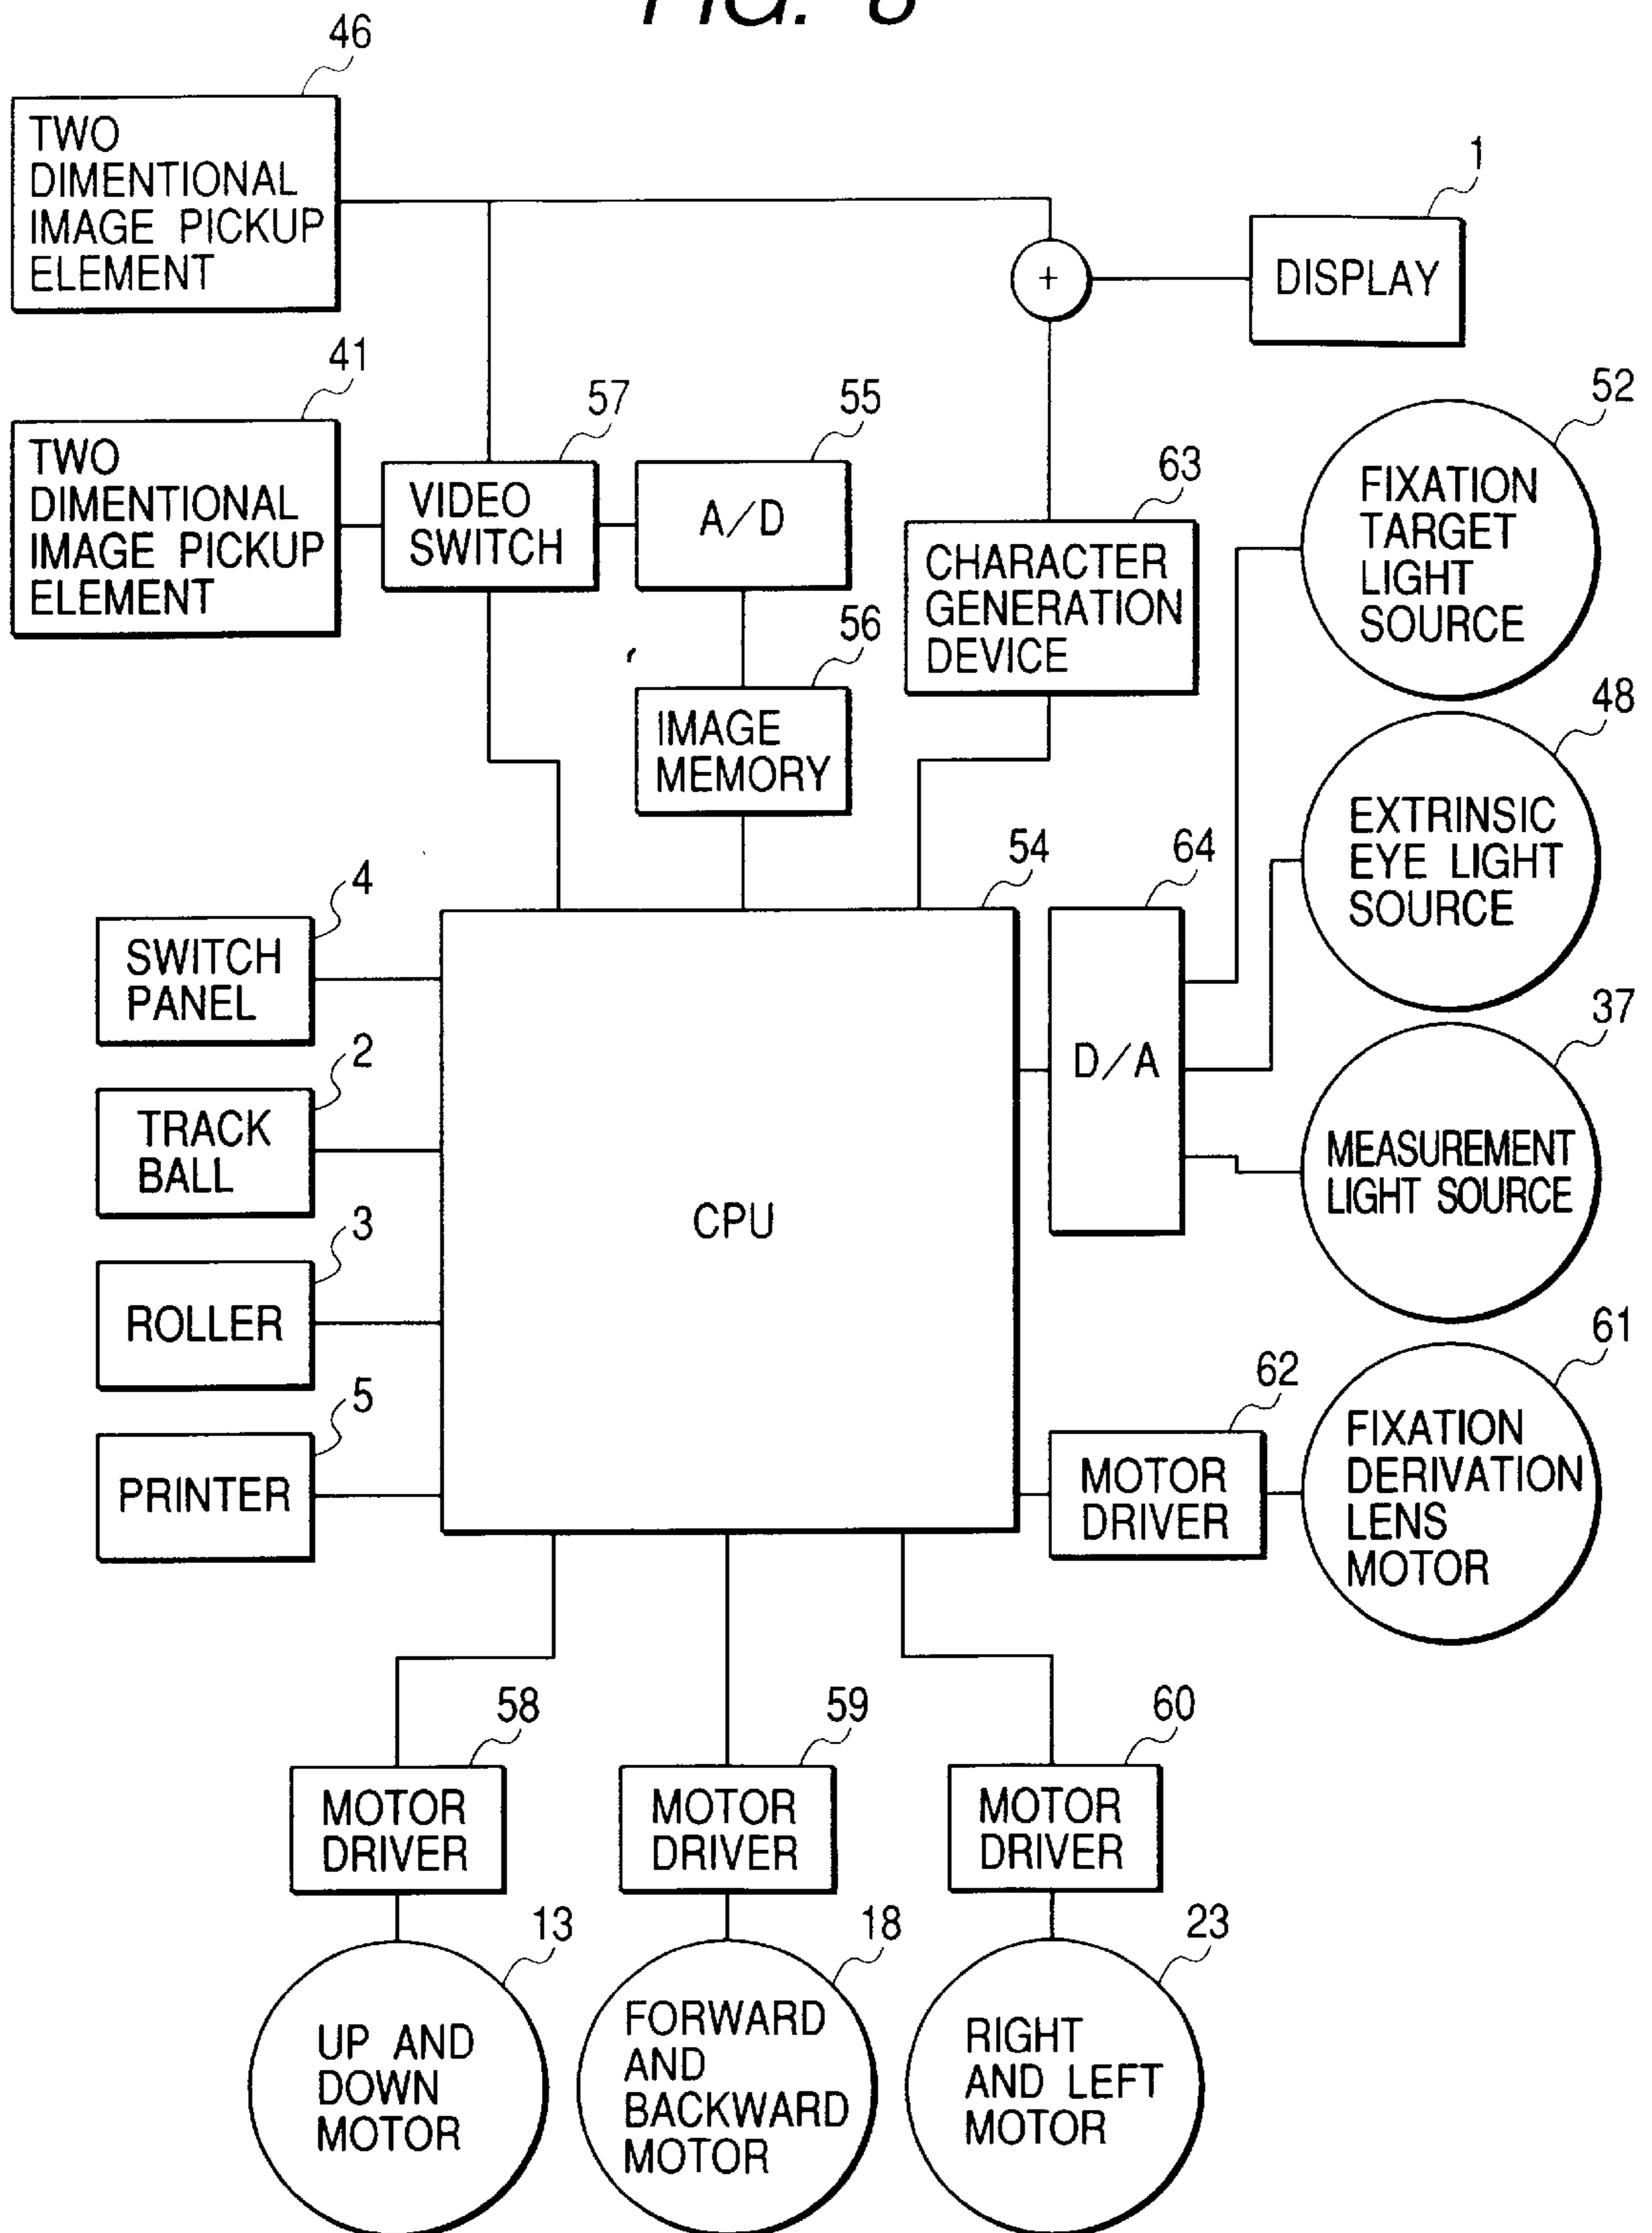 FIG.
46
TWO
DIMENTIONAL
IMAGE PICKUP
ELEMENT
1
DISPLAY
+
41
TWO
DIMENTIONAL
IMAGE PICKUP
ELEMENT
57
VIDEO
SWITCH
55
A/D
63
CHARACTER
GENERATION
DEVICE
52
FIXATION
TARGET
LIGHT
SOURCE
56
IMAGE
MEMORY
48
EXTRINSIC
EYE LIGHT
SOURCE
4
SWITCH
PANEL
54
CPU
64
D/A
2
TRACK
BALL
37
MEASUREMENT
LIGHT SOURCE
3
ROLLER
5
PRINTER
62
MOTOR
DRIVER
61
FIXATION
DERIVATION
LENS
MOTOR
58
MOTOR
DRIVER
59
MOTOR
DRIVER
60
MOTOR
DRIVER
13
UP AND
DOWN
MOTOR
18
FORWARD
AND
BACKWARD
MOTOR
23
RIGHT
AND LEFT
MOTOR